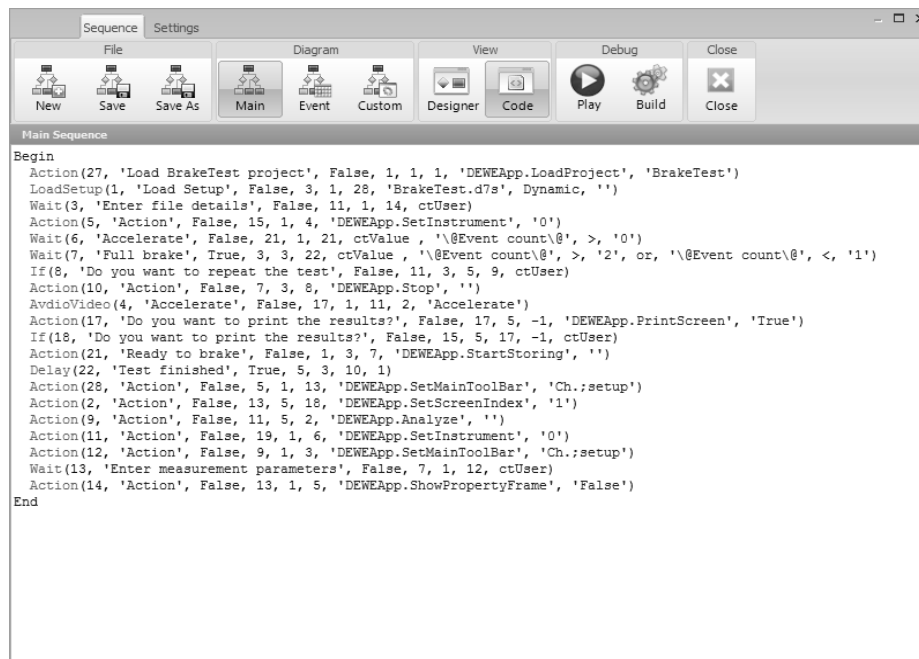 Sequence Settings
File Diagram View Debug Close
New Save Save As Main Event Custom Designer Code Play Build Close
Main Sequence
Begin
Action(27, 'Load BrakeTest project', False, 1, 1, 1, 'DEWEApp.LoadProject', 'BrakeTest')
LoadSetup(1, 'Load Setup', False, 3, 1, 28, 'BrakeTest.d7s', Dynamic, '')
Wait(3, 'Enter file details', False, 11, 1, 14, ctUser)
Action(5, 'Action', False, 15, 1, 4, 'DEWEApp.SetInstrument', '0')
Wait(6, 'Accelerate', False, 21, 1, 21, ctValue , '\@Event count\@', >, '0')
Wait(7, 'Full brake', True, 3, 3, 22, ctValue , '\@Event count\@', >, '2', or, '\@Event count\@', <, '1')
If(8, 'Do you want to repeat the test', False, 11, 3, 5, 9, ctUser)
Action(10, 'Action', False, 7, 3, 8, 'DEWEApp.Stop', '')
AvdioVideo(4, 'Accelerate', False, 17, 1, 11, 2, 'Accelerate')
Action(17, 'Do you want to print the results?', False, 17, 5, -1, 'DEWEApp.PrintScreen', 'True')
If(18, 'Do you want to print the results?', False, 15, 5, 17, -1, ctUser)
Action(21, 'Ready to brake', False, 1, 3, 7, 'DEWEApp.StartStoring', '')
Delay(22, 'Test finished', True, 5, 3, 10, 1)
Action(28, 'Action', False, 5, 1, 13, 'DEWEApp.SetMainToolBar', 'Ch.;setup')
Action(2, 'Action', False, 13, 5, 18, 'DEWEApp.SetScreenIndex', '1')
Action(9, 'Action', False, 11, 5, 2, 'DEWEApp.Analyze', '')
Action(11, 'Action', False, 19, 1, 6, 'DEWEApp.SetInstrument', '0')
Action(12, 'Action', False, 9, 1, 3, 'DEWEApp.SetMainToolBar', 'Ch.;setup')
Wait(13, 'Enter measurement parameters', False, 7, 1, 12, ctUser)
Action(14, 'Action', False, 13, 1, 5, 'DEWEApp.ShowPropertyFrame', 'False')
End